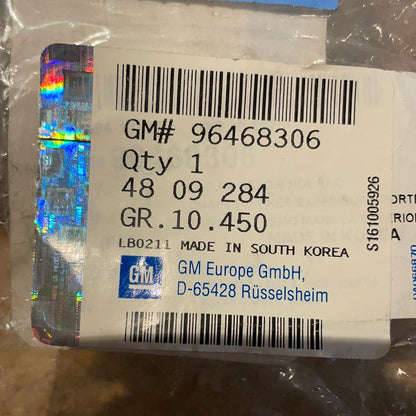 GM# 96468306
Qty 1
48 09 284
GR.10.450
LB0211 MADE IN SOUTH KOREA
GM
GM Europe GmbH,
D-65428 Rüsselsheim
S161005926